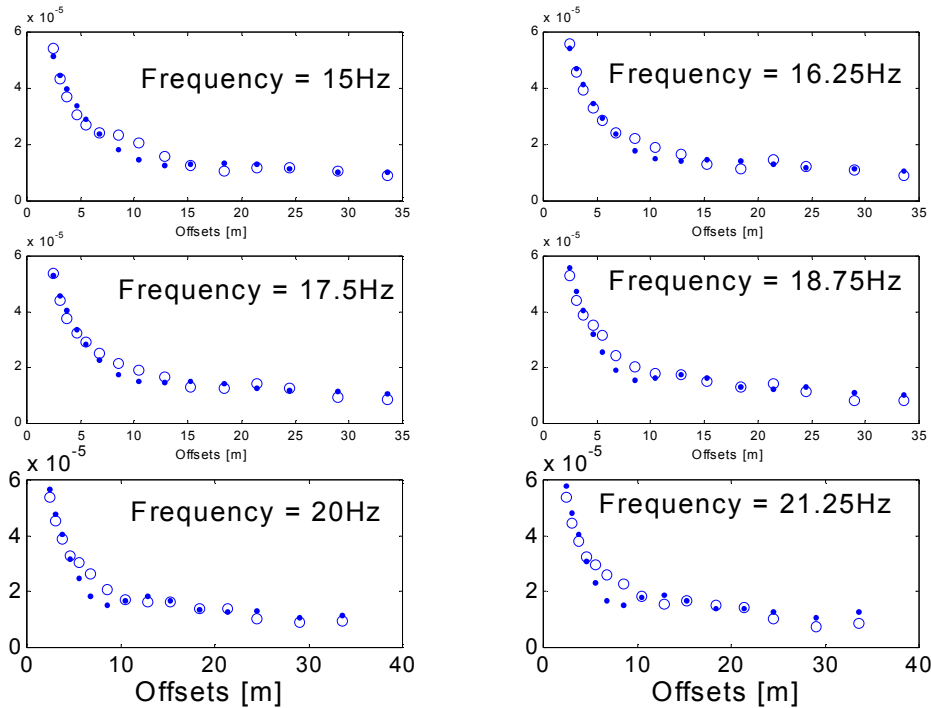 x 10-5
6
4
2
0
Frequency = 15Hz
0 5 10 15 20 25 30 35
Offsets [m]
x 10-5
6
4
2
0
Frequency = 16.25Hz
0 5 10 15 20 25 30 35
Offsets [m]
x 10-5
6
4
2
0
Frequency = 17.5Hz
0 5 10 15 20 25 30 35
Offsets [m]
x 10-5
6
4
2
0
Frequency = 18.75Hz
0 5 10 15 20 25 30 35
Offsets [m]
x 10-5
6
4
2
0
Frequency = 20Hz
0 10 20 30 40
Offsets [m]
x 10-5
6
4
2
0
Frequency = 21.25Hz
0 10 20 30 40
Offsets [m]